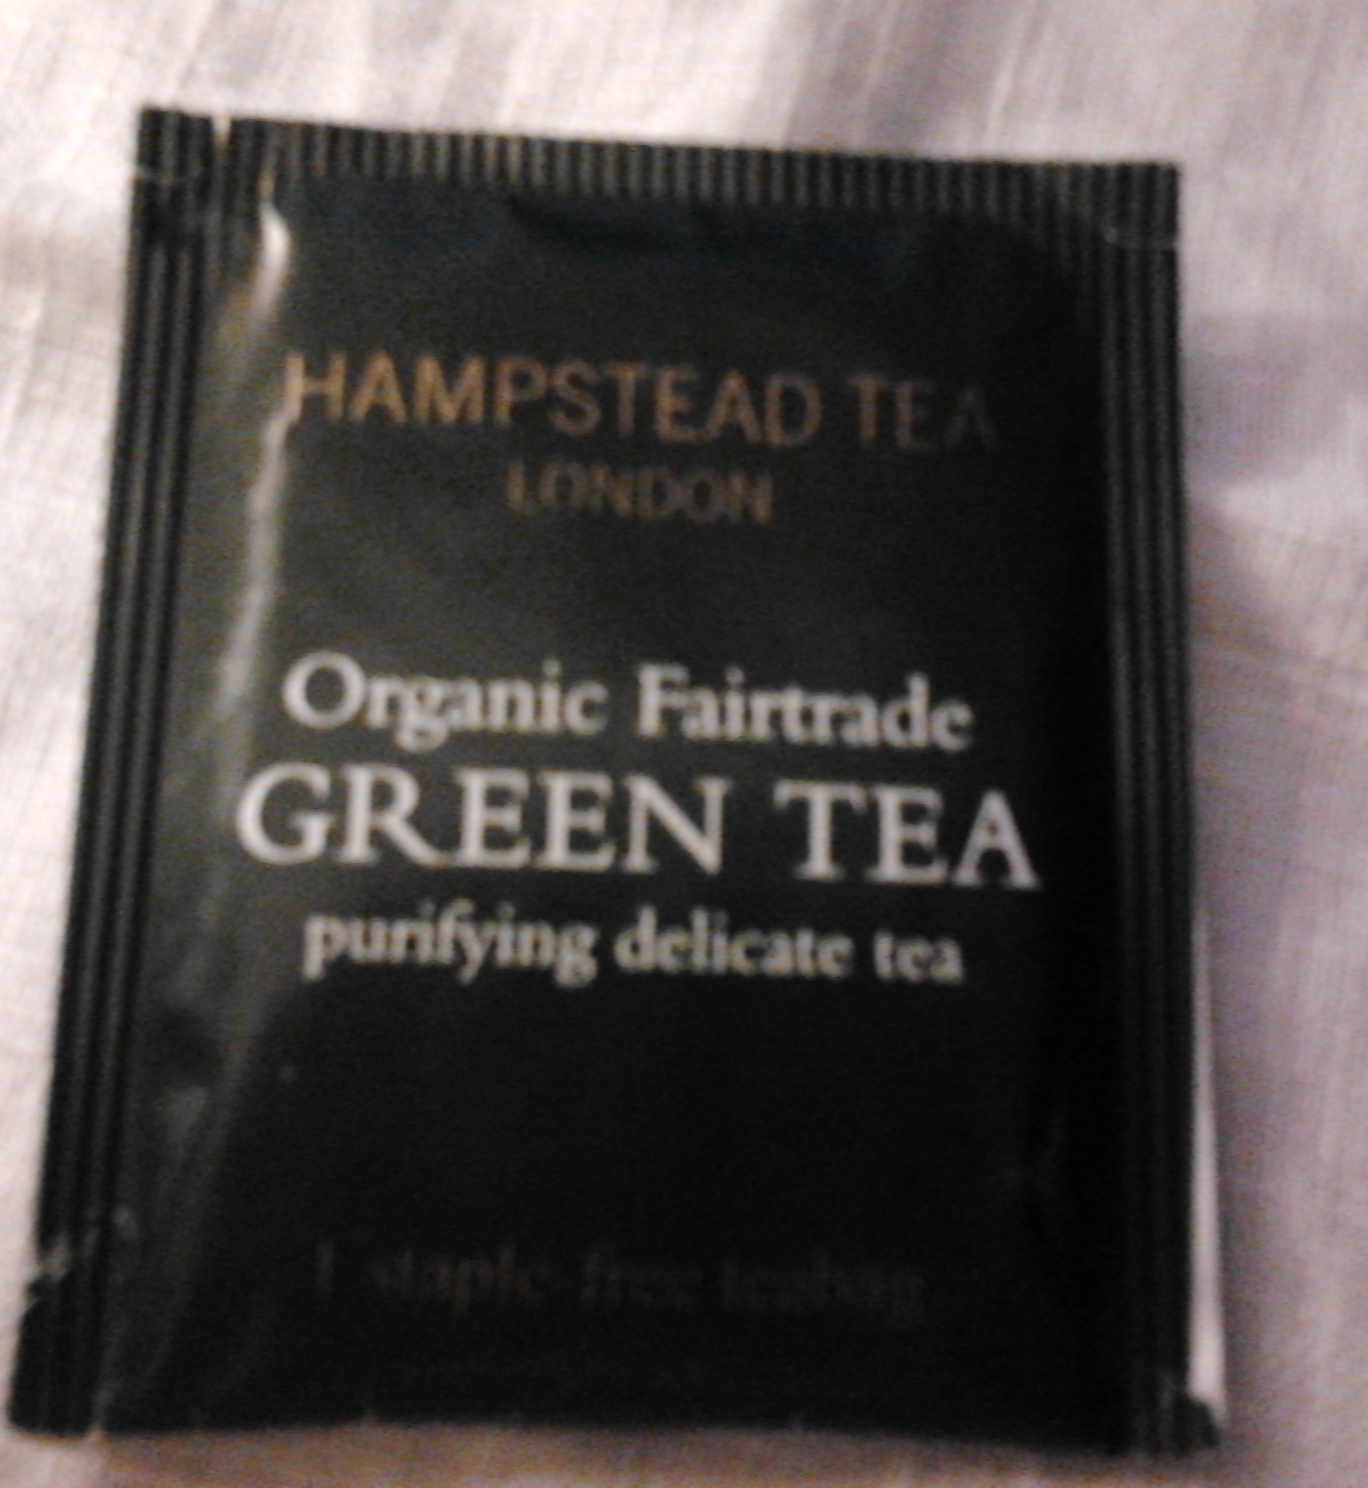 HAMPSTEAD TEA
LONDON
Organic Fairtrade
GREEN TEA
purifying delicate tea
1 staple-free teabag